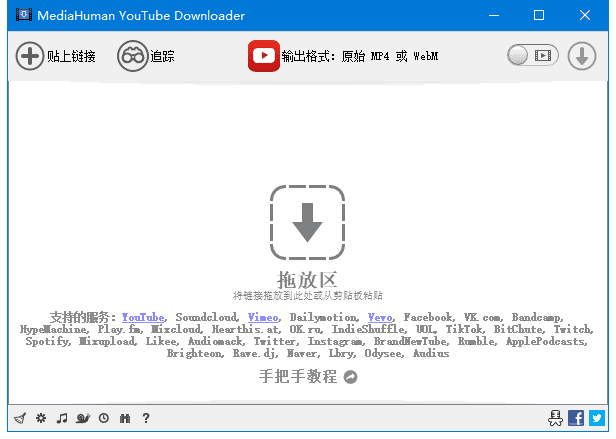 MediaHuman YouTube Downloader
贴上链接 追踪 输出格式: 原始 MP4 或 WebM
拖放区
将链接拖放到此处或从剪贴板粘贴
支持的服务: YouTube, Soundcloud, Vimeo, Dailymotion, Vevo, Facebook, VK.com, Bandcamp,
HypeMachine, Play.fm, Mixcloud, Hearthis.at, OK.ru, IndieShuffle, UOL, TikTok, BitChute, Twitch,
Spotify, Mixupload, Likee, Audiomack, Twitter, Instagram, BrandNewTube, Rumble, ApplePodcasts,
Brighteon, Rave.dj, Naver, Lbry, Odysee, Audius
手把手教程